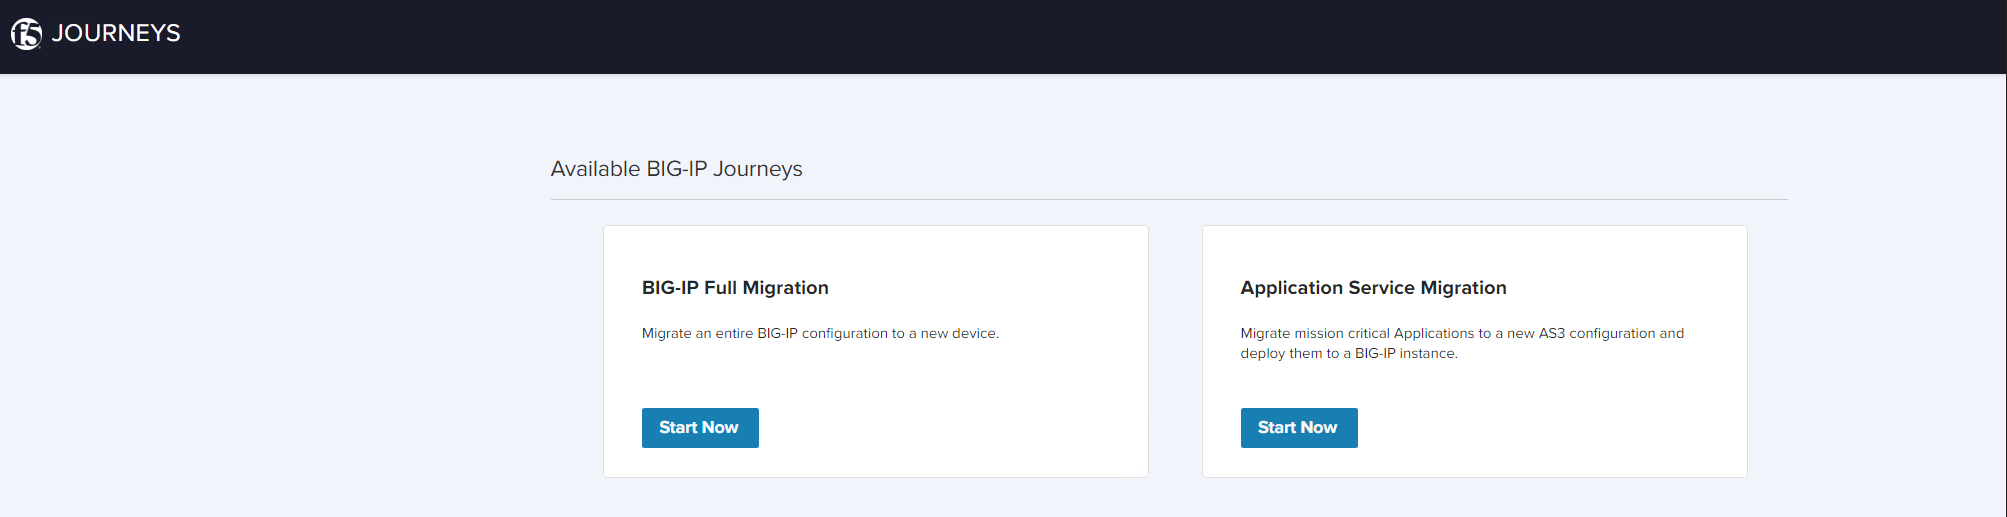 f5 JOURNEYS
Available BIG-IP Journeys
BIG-IP Full Migration
Migrate an entire BIG-IP configuration to a new device.
Start Now
Application Service Migration
Migrate mission critical Applications to a new AS3 configuration and
deploy them to a BIG-IP instance.
Start Now